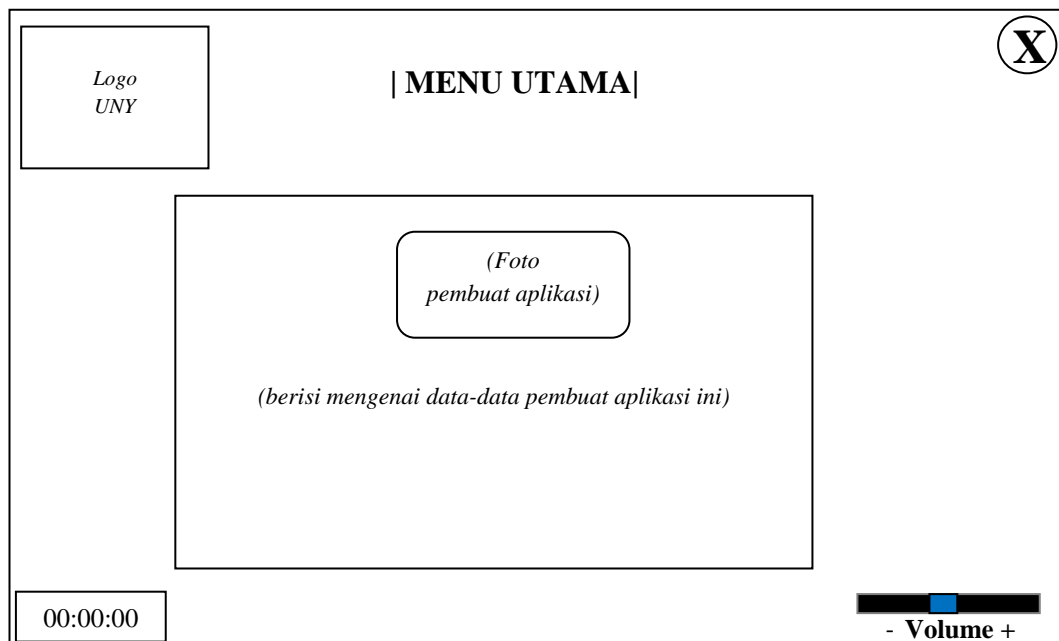 Logo
UNY
| MENU UTAMA|
X
(Foto
pembuat aplikasi)
(berisi mengenai data-data pembuat aplikasi ini)
00:00:00
- Volume +